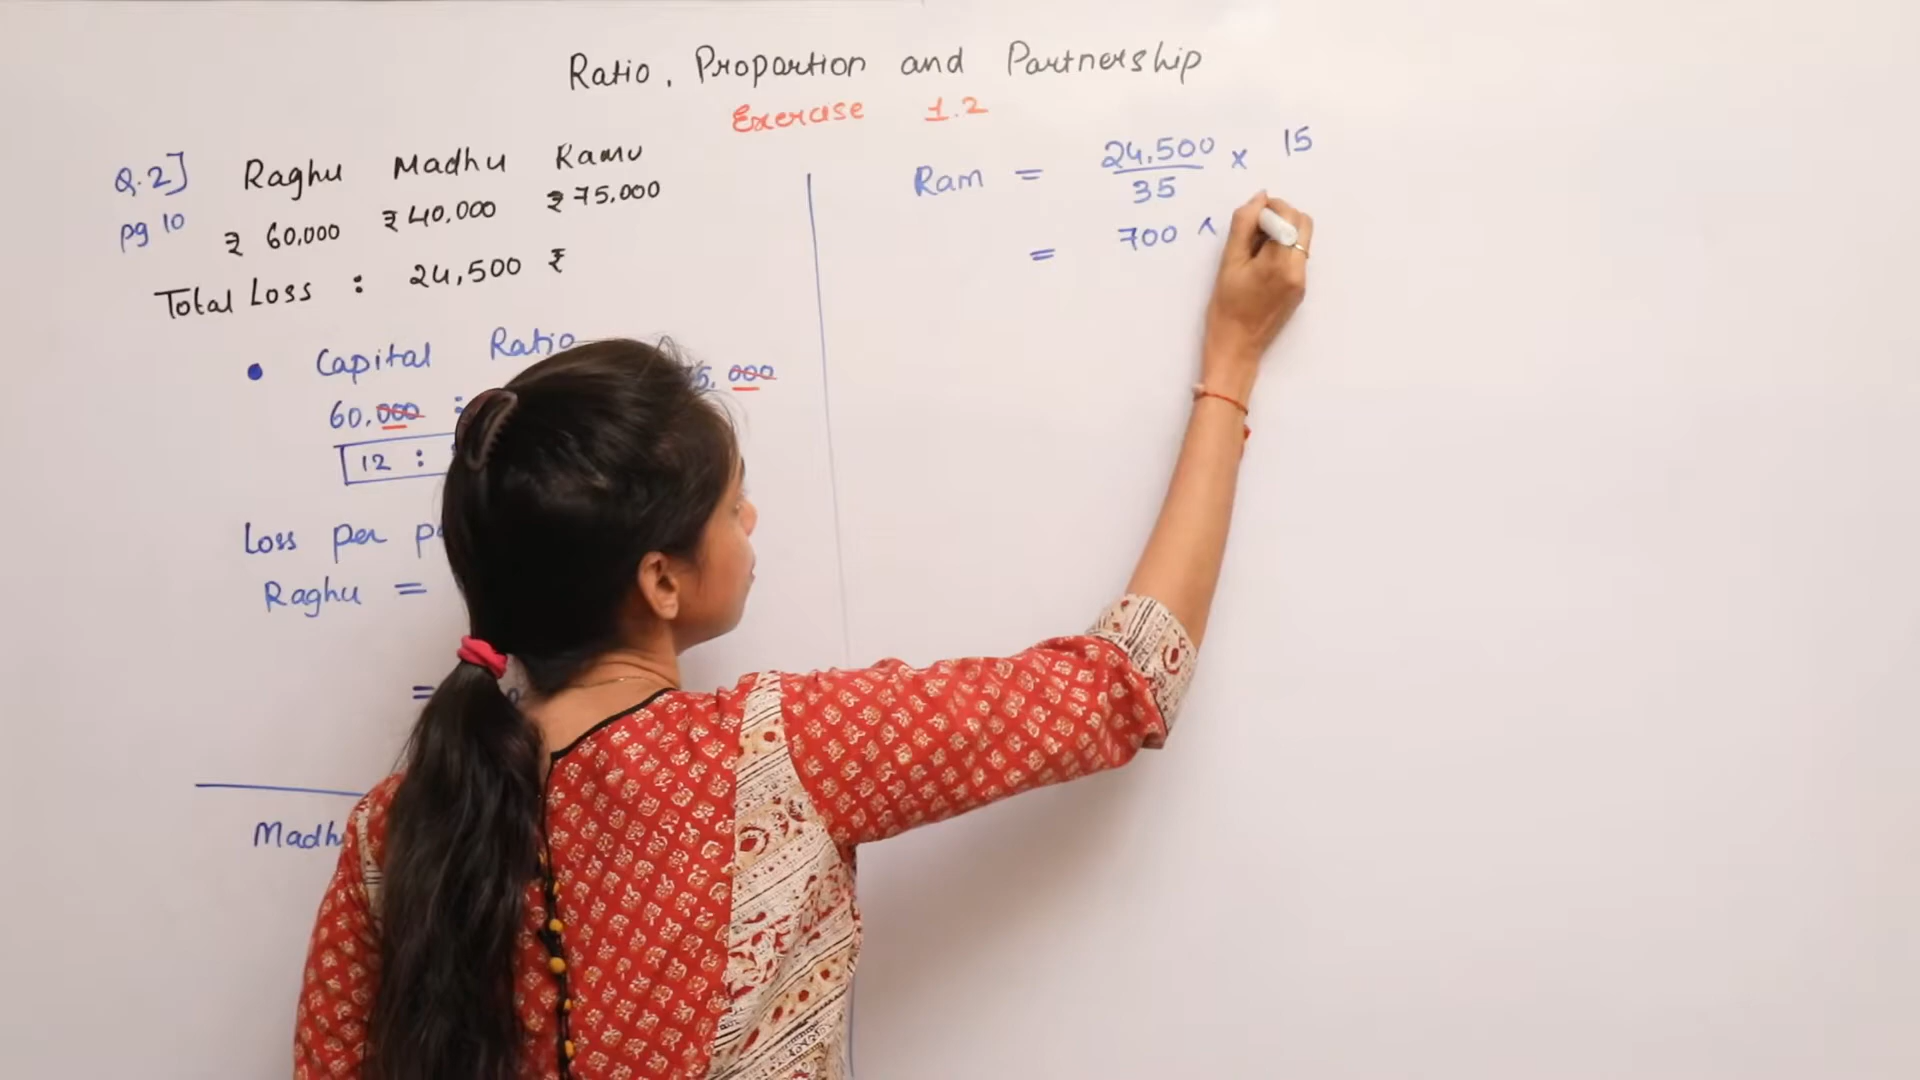 Ratio, Proportion and Partnership
Exercise 1.2
Q.2] Raghu Madhu Ramu
pg 10 ₹ 60,000 ₹ 40,000 ₹ 75,000
Total Loss : 24,500 ₹
• Capital Ratio
60,000 : 5,000
12 :
Loss per
Raghu =
=
Ram = 24,500 / 35 × 15
= 700 ×